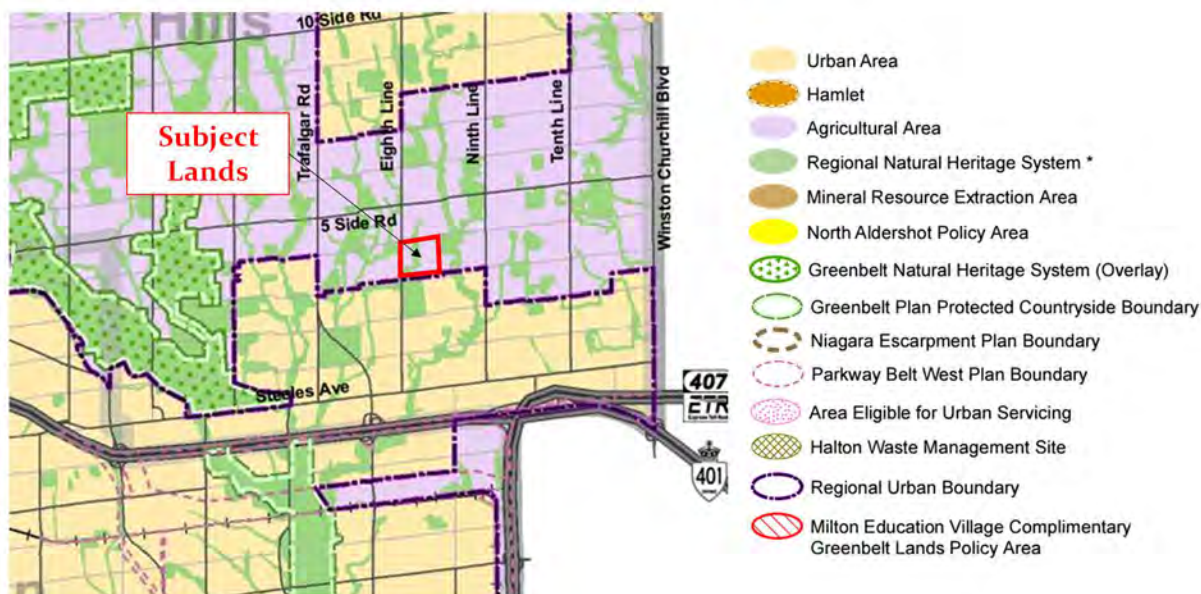 Hills
10 Side Rd
Subject
Lands
Trafalgar Rd
Eighth Line
Ninth Line
Tenth Line
Winston Churchill Blvd
5 Side Rd
Steeles Ave
407
ETR
401
Urban Area
Hamlet
Agricultural Area
Regional Natural Heritage System *
Mineral Resource Extraction Area
North Aldershot Policy Area
Greenbelt Natural Heritage System (Overlay)
Greenbelt Plan Protected Countryside Boundary
Niagara Escarpment Plan Boundary
Parkway Belt West Plan Boundary
Area Eligible for Urban Servicing
Halton Waste Management Site
Regional Urban Boundary
Milton Education Village Complimentary
Greenbelt Lands Policy Area